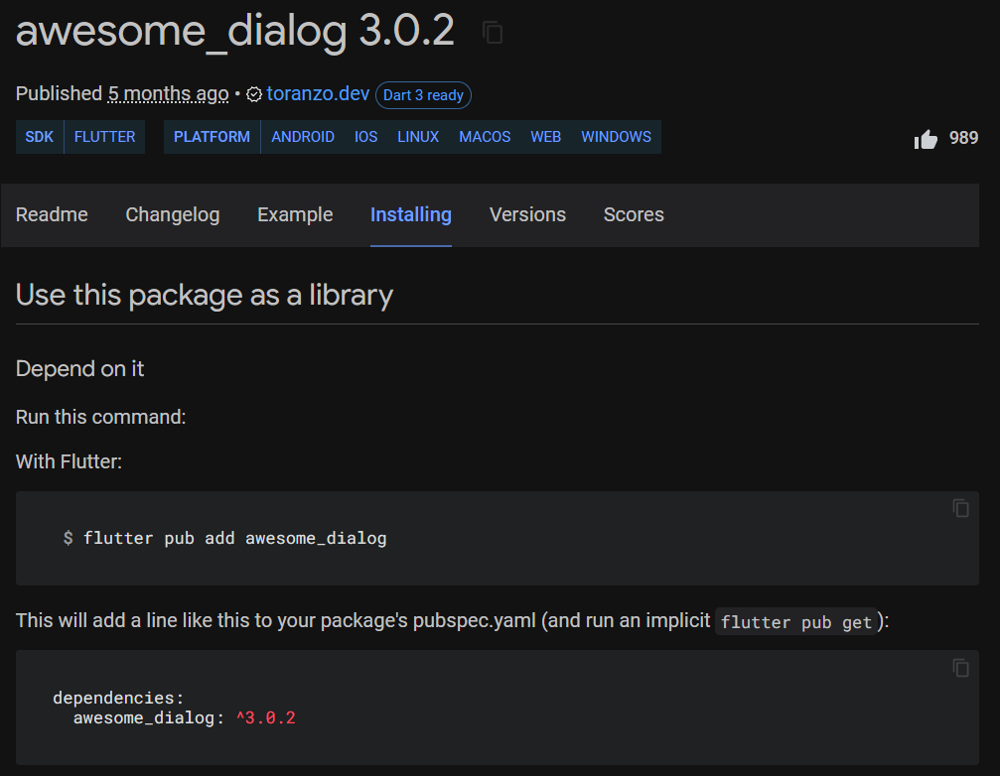 awesome_dialog 3.0.2
Published 5 months ago • toranzo.dev Dart 3 ready
SDK FLUTTER PLATFORM ANDROID IOS LINUX MACOS WEB WINDOWS 989
Readme Changelog Example Installing Versions Scores
Use this package as a library
Depend on it
Run this command:
With Flutter:
$ flutter pub add awesome_dialog
This will add a line like this to your package's pubspec.yaml (and run an implicit flutter pub get):
dependencies:
  awesome_dialog: ^3.0.2